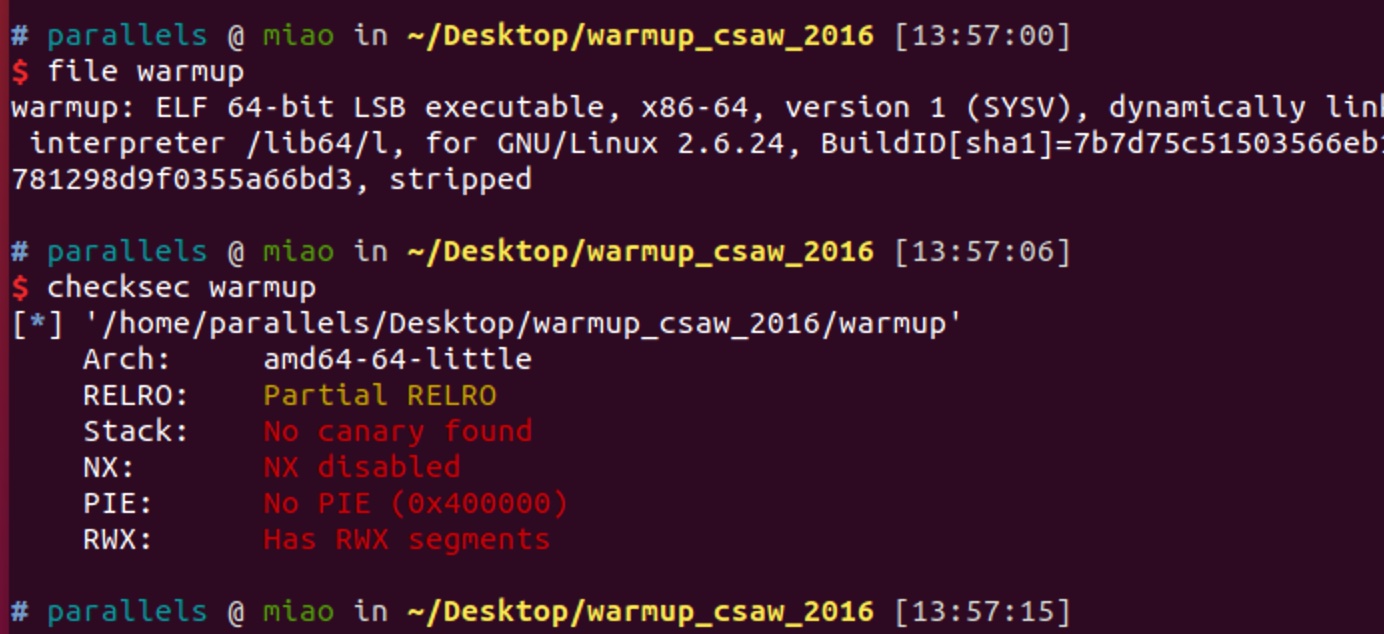 # parallels @ miao in ~/Desktop/warmup_csaw_2016 [13:57:00]
$ file warmup
warmup: ELF 64-bit LSB executable, x86-64, version 1 (SYSV), dynamically lin
interpreter /lib64/l, for GNU/Linux 2.6.24, BuildID[sha1]=7b7d75c51503566eb
781298d9f0355a66bd3, stripped
# parallels @ miao in ~/Desktop/warmup_csaw_2016 [13:57:06]
$ checksec warmup
[*] '/home/parallels/Desktop/warmup_csaw_2016/warmup'
Arch: amd64-64-little
RELRO: Partial RELRO
Stack: No canary found
NX: NX disabled
PIE: No PIE (0x400000)
RWX: Has RWX segments
# parallels @ miao in ~/Desktop/warmup_csaw_2016 [13:57:15]